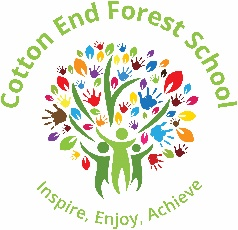 Cotton End Forest School
Inspire, Enjoy, Achieve